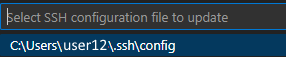 Select SSH configuration file to update
C:\Users\user12\.ssh\config